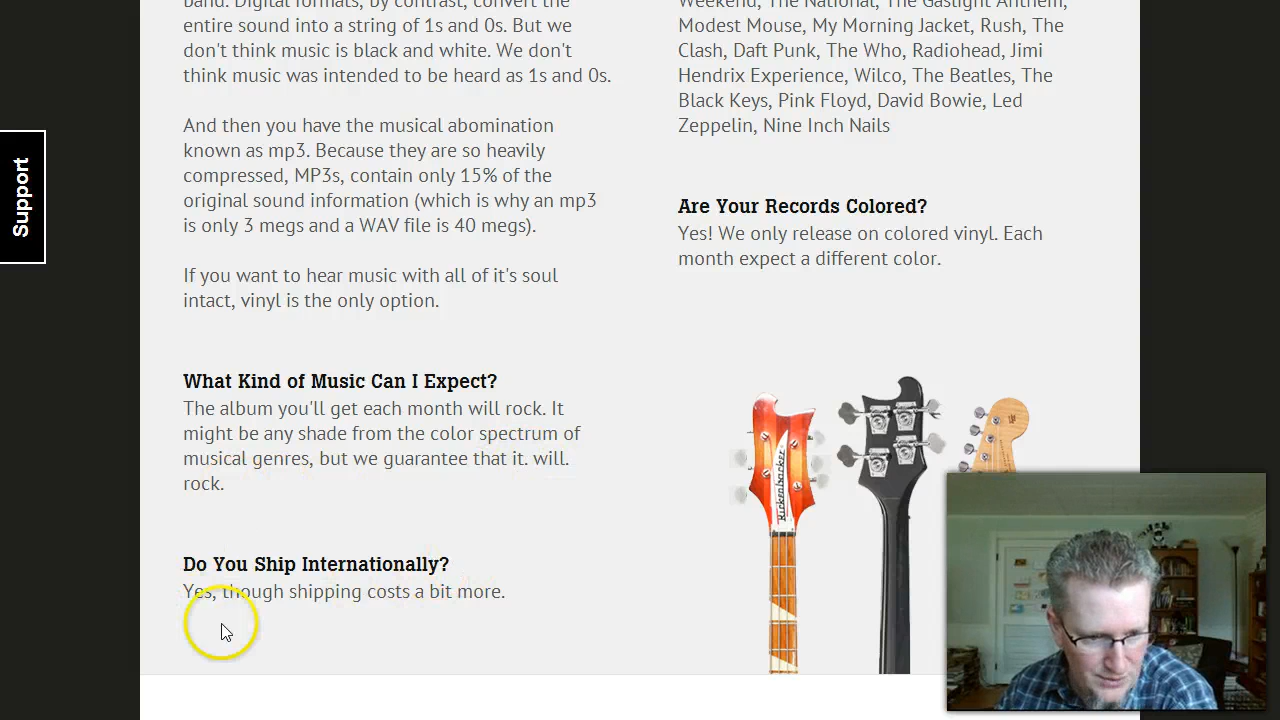 band. Digital formats, by contrast, convert the
entire sound into a string of 1s and 0s. But we
don't think music is black and white. We don't
think music was intended to be heard as 1s and 0s.
And then you have the musical abomination
known as mp3. Because they are so heavily
compressed, MP3s, contain only 15% of the
original sound information (which is why an mp3
is only 3 megs and a WAV file is 40 megs).
If you want to hear music with all of it's soul
intact, vinyl is the only option.
What Kind of Music Can I Expect?
The album you'll get each month will rock. It
might be any shade from the color spectrum of
musical genres, but we guarantee that it. will.
rock.
Do You Ship Internationally?
Yes, though shipping costs a bit more.
Weekend, The National, The Gaslight Anthem,
Modest Mouse, My Morning Jacket, Rush, The
Clash, Daft Punk, The Who, Radiohead, Jimi
Hendrix Experience, Wilco, The Beatles, The
Black Keys, Pink Floyd, David Bowie, Led
Zeppelin, Nine Inch Nails
Are Your Records Colored?
Yes! We only release on colored vinyl. Each
month expect a different color.
Support
Rickenbacker